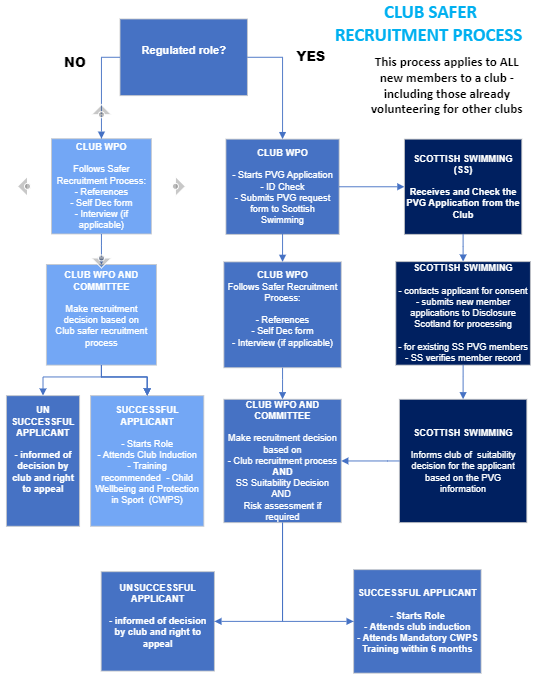 CLUB SAFER
RECRUITMENT PROCESS
This process applies to ALL
new members to a club -
including those already
volunteering for other clubs
Regulated role?
NO
YES
CLUB WPO
Follows Safer
Recruitment Process:
- References
- Self Dec form
- Interview (if
applicable)
CLUB WPO
- Starts PVG Application
- ID Check
- Submits PVG request
form to Scottish
Swimming
SCOTTISH SWIMMING
(SS)
Receives and Check the
PVG Application from the
Club
CLUB WPO AND
COMMITTEE
Make recruitment
decision based on
Club safer recruitment
process
CLUB WPO
Follows Safer Recruitment
Process:
- References
- Self Dec form
- Interview (if applicable)
SCOTTISH SWIMMING
- contacts applicant for consent
- submits new member
applications to Disclosure
Scotland for processing
- for existing SS PVG members
- SS verifies member record
UN
SUCCESSFUL
APPLICANT
- informed of
decision by
club and right
to appeal
SUCCESSFUL
APPLICANT
- Starts Role
- Attends Club Induction
- Training
recommended - Child
Wellbeing and Protection
in Sport (CWPS)
CLUB WPO AND
COMMITTEE
Make recruitment decision
based on
- Club recruitment process
AND
SS Suitability Decision
AND
Risk assessment if
required
SCOTTISH SWIMMING
Informs club of suitability
decision for the applicant
based on the PVG
information
UNSUCCESSFUL
APPLICANT
- informed of decision
by club and right to
appeal
SUCCESSFUL APPLICANT
- Starts Role
- Attends club induction
- Attends Mandatory CWPS
Training within 6 months